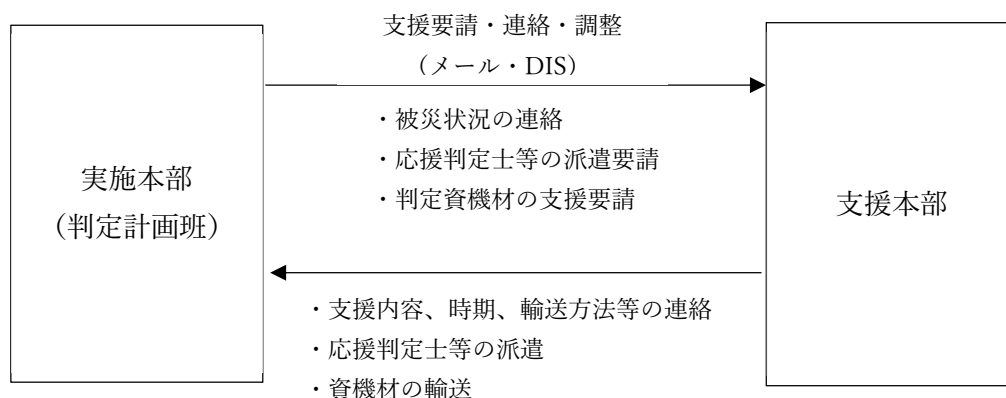 支援要請・連絡・調整
（メール・DIS）
・被災状況の連絡
・応援判定士等の派遣要請
・判定資機材の支援要請
実施本部
（判定計画班）
支援本部
・支援内容、時期、輸送方法等の連絡
・応援判定士等の派遣
・資機材の輸送